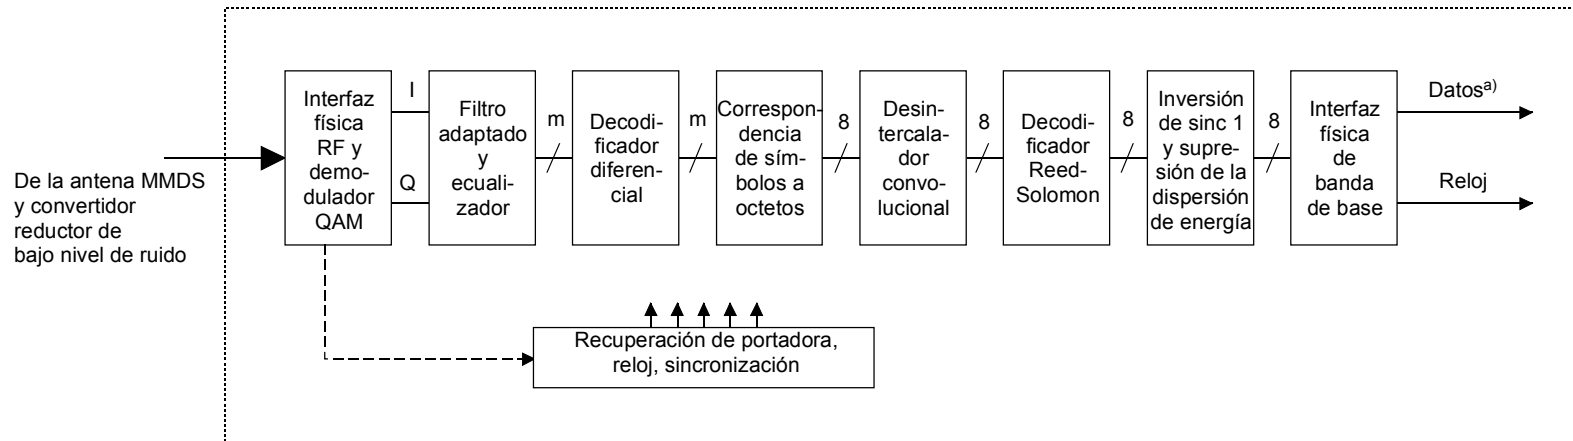 De la antena MMDS
y convertidor
reductor de
bajo nivel de ruido
Interfaz
física
RF y
demo-
dulador
QAM
I
Q
Filtro
adaptado
y
ecuali-
zador
m
Decodi-
ficador
diferen-
cial
m
Correspon-
dencia
de sím-
bolos a
octetos
8
Desin-
tercala-
dor
convo-
lucional
8
Decodi-
ficador
Reed-
Solomon
8
Inversión
de sinc 1
y supre-
sión de la
dispersión
de energía
8
Interfaz
física
de
banda
de base
Datosa)
Reloj
Recuperación de portadora,
reloj, sincronización